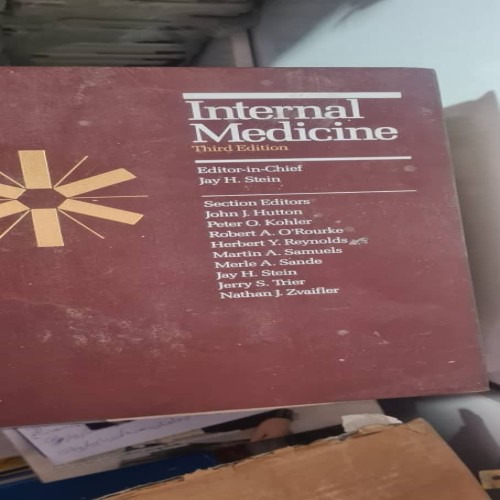 Internal
Medicine
Third Edition
Editor-in-Chief
Jay H. Stein
Section Editors
John J. Hutton
Peter O. Kohler
Robert A. O'Rourke
Herbert Y. Reynolds
Martin A. Samuels
Merle A. Sande
Jay H. Stein
Jerry S. Trier
Nathan J. Zvaifler